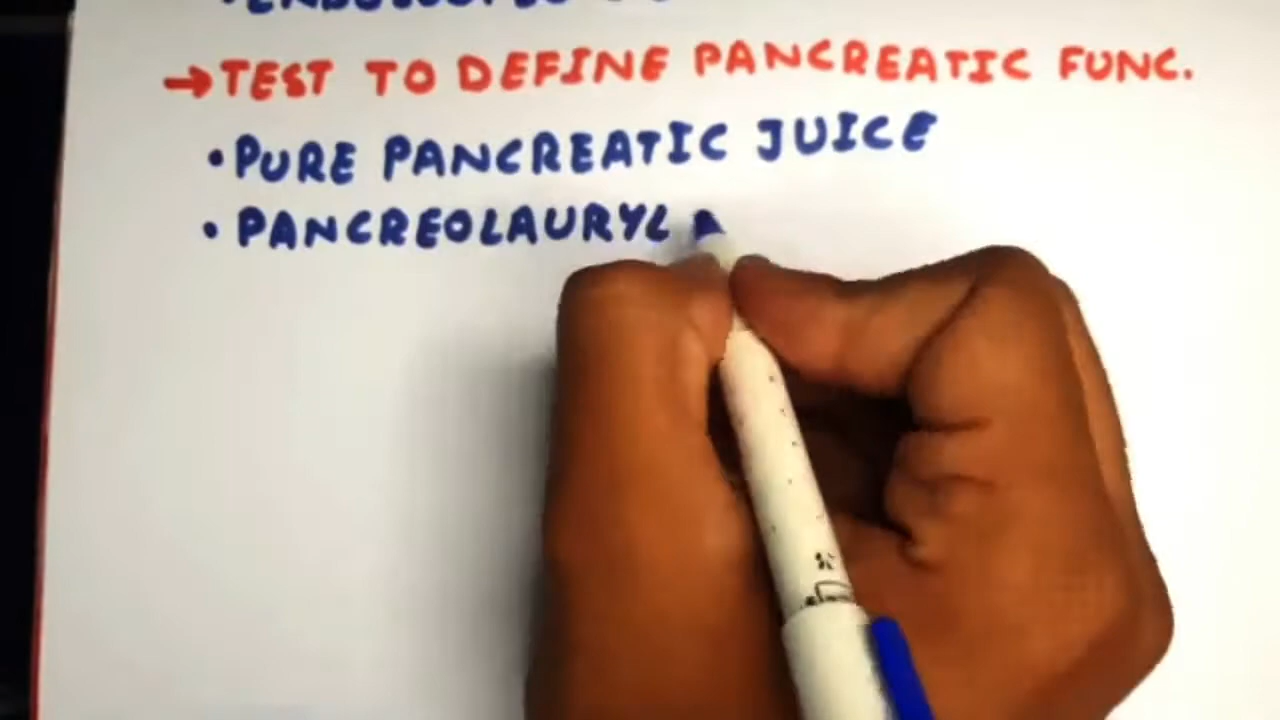 →TEST TO DEFINE PANCREATIC FUNC.
•PURE PANCREATIC JUICE
•PANCREOLAURYL